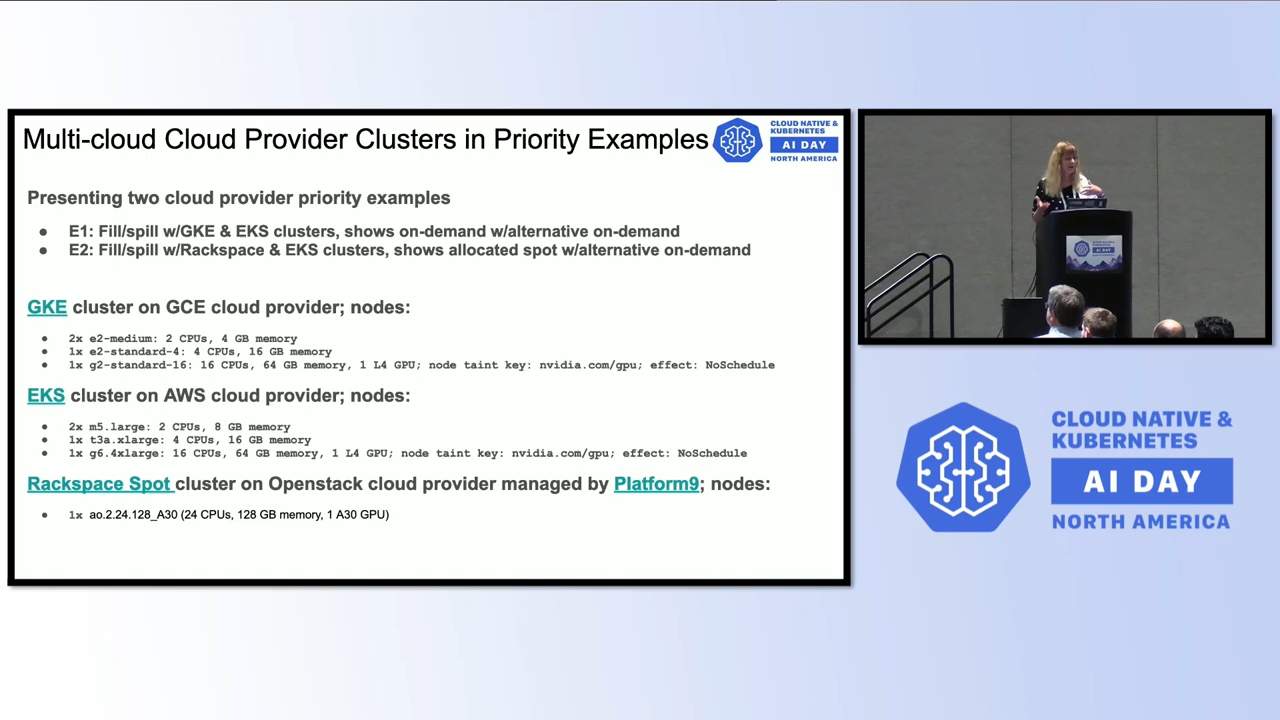 Multi-cloud Cloud Provider Clusters in Priority Examples
CLOUD NATIVE &
KUBERNETES
AI DAY
NORTH AMERICA
Presenting two cloud provider priority examples
● E1: Fill/spill w/GKE & EKS clusters, shows on-demand w/alternative on-demand
● E2: Fill/spill w/Rackspace & EKS clusters, shows allocated spot w/alternative on-demand
GKE cluster on GCE cloud provider; nodes:
● 2x e2-medium: 2 CPUs, 4 GB memory
● 1x e2-standard-4: 4 CPUs, 16 GB memory
● 1x g2-standard-16: 16 CPUs, 64 GB memory, 1 L4 GPU; node taint key: nvidia.com/gpu; effect: NoSchedule
EKS cluster on AWS cloud provider; nodes:
● 2x m5.large: 2 CPUs, 8 GB memory
● 1x t3a.xlarge: 4 CPUs, 16 GB memory
● 1x g6.4xlarge: 16 CPUs, 64 GB memory, 1 L4 GPU; node taint key: nvidia.com/gpu; effect: NoSchedule
Rackspace Spot cluster on Openstack cloud provider managed by Platform9; nodes:
● 1x ao.2.24.128_A30 (24 CPUs, 128 GB memory, 1 A30 GPU)
CLOUD NATIVE &
KUBERNETES
AI DAY
NORTH AMERICA